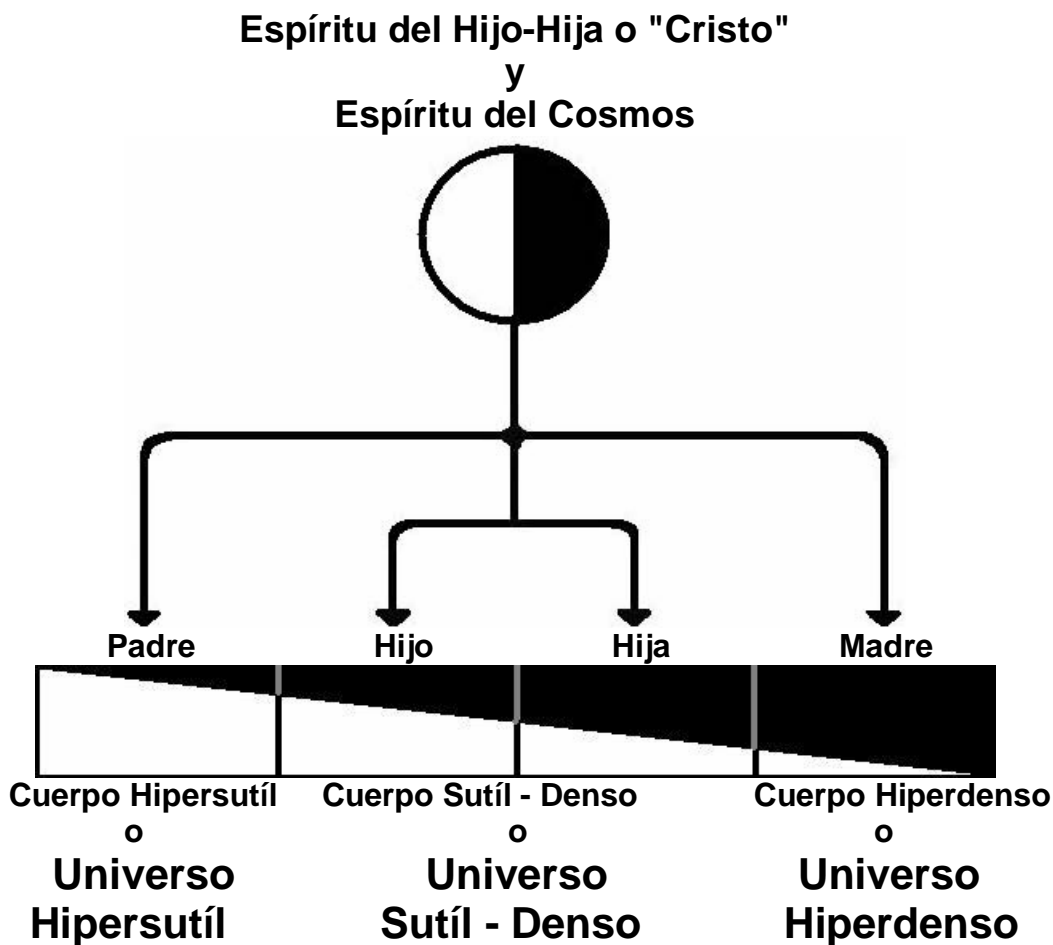 Espíritu del Hijo-Hija o "Cristo"
y
Espíritu del Cosmos
Padre Hijo Hija Madre
Cuerpo Hipersutíl Cuerpo Sutíl - Denso Cuerpo Hiperdenso
o o o
Universo Universo Universo
Hipersutíl Sutíl - Denso Hiperdenso